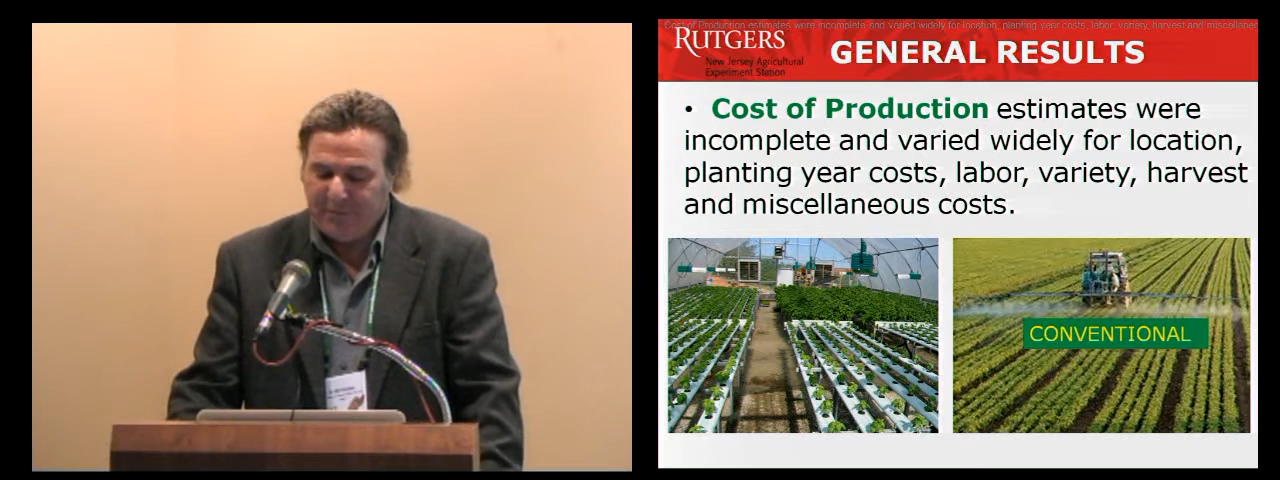 Cost of Production estimates were incomplete and varied widely for location, planting year costs, labor, variety, harvest and miscellaneous
RUTGERS
New Jersey Agricultural
Experiment Station
GENERAL RESULTS
• Cost of Production estimates were
incomplete and varied widely for location,
planting year costs, labor, variety, harvest
and miscellaneous costs.
CONVENTIONAL